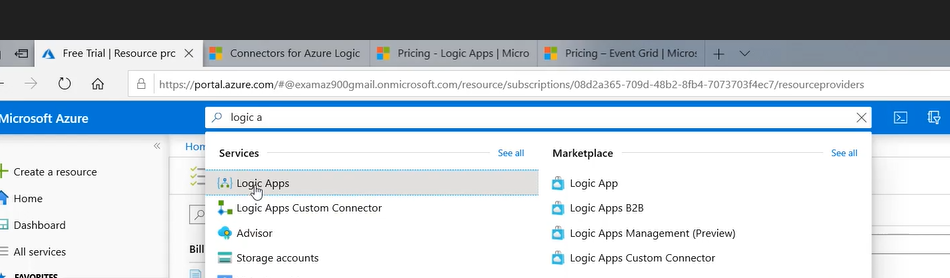 Free Trial | Resource prc
Connectors for Azure Logic
Pricing - Logic Apps | Micro
Pricing – Event Grid | Micros
https://portal.azure.com/#@examaz900gmail.onmicrosoft.com/resource/subscriptions/08d2a365-709d-48b2-8fb4-7073703f4ec7/resourceproviders
Microsoft Azure
logic a
Hom
Services
See all
Marketplace
See all
Create a resource
Logic Apps
Logic App
Home
Logic Apps Custom Connector
Logic Apps B2B
Dashboard
Advisor
Logic Apps Management (Preview)
All services
Bill
Storage accounts
Logic Apps Custom Connector
FAVORITES